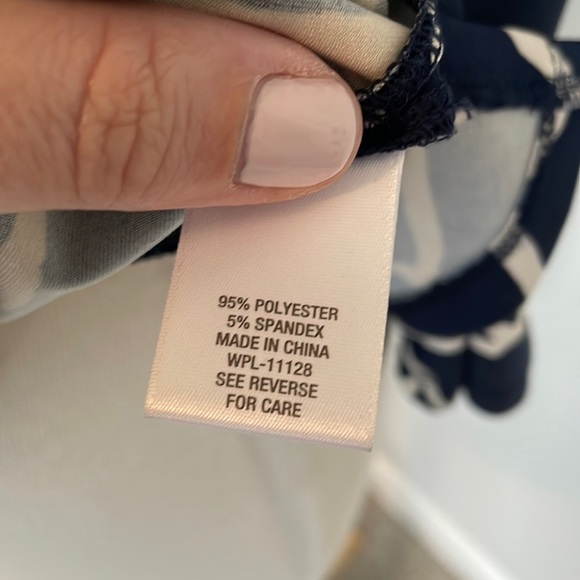 95% POLYESTER
5% SPANDEX
MADE IN CHINA
WPL-11128
SEE REVERSE
FOR CARE